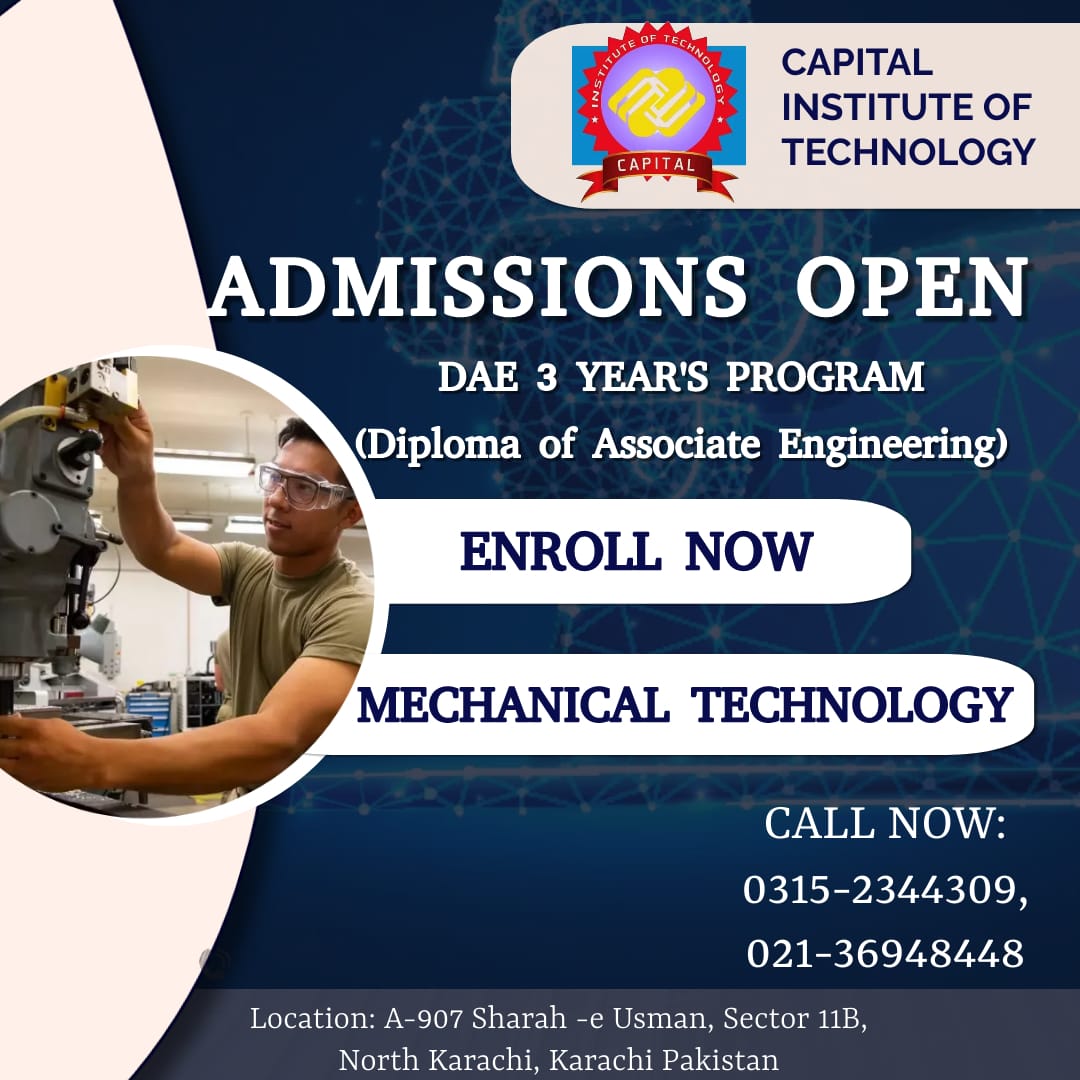 INSTITUTE OF TECHNOLOGY
CAPITAL
CAPITAL
INSTITUTE OF
TECHNOLOGY
ADMISSIONS OPEN
DAE 3 YEAR'S PROGRAM
(Diploma of Associate Engineering)
ENROLL NOW
MECHANICAL TECHNOLOGY
CALL NOW:
0315-2344309,
021-36948448
Location: A-907 Sharah -e Usman, Sector 11B,
North Karachi, Karachi Pakistan